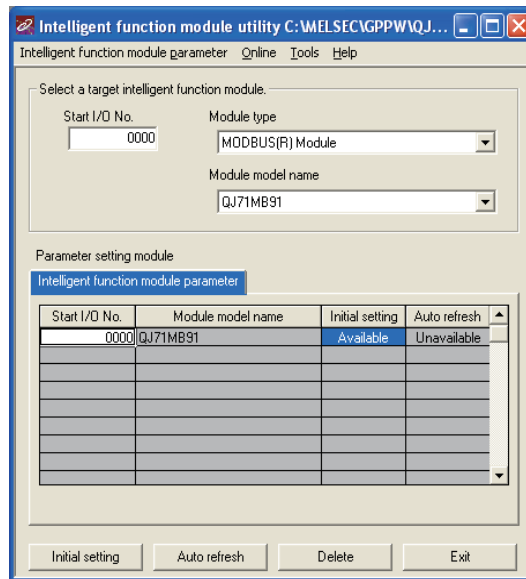 Intelligent function module utility C:\MELSEC\GPPW\QJ...
Intelligent function module parameter Online Tools Help
Select a target intelligent function module.
Start I/O No. Module type
0000 MODBUS(R) Module
Module model name
QJ71MB91
Parameter setting module
Intelligent function module parameter
Start I/O No. Module model name Initial setting Auto refresh
0000 QJ71MB91 Available Unavailable
Initial setting Auto refresh Delete Exit